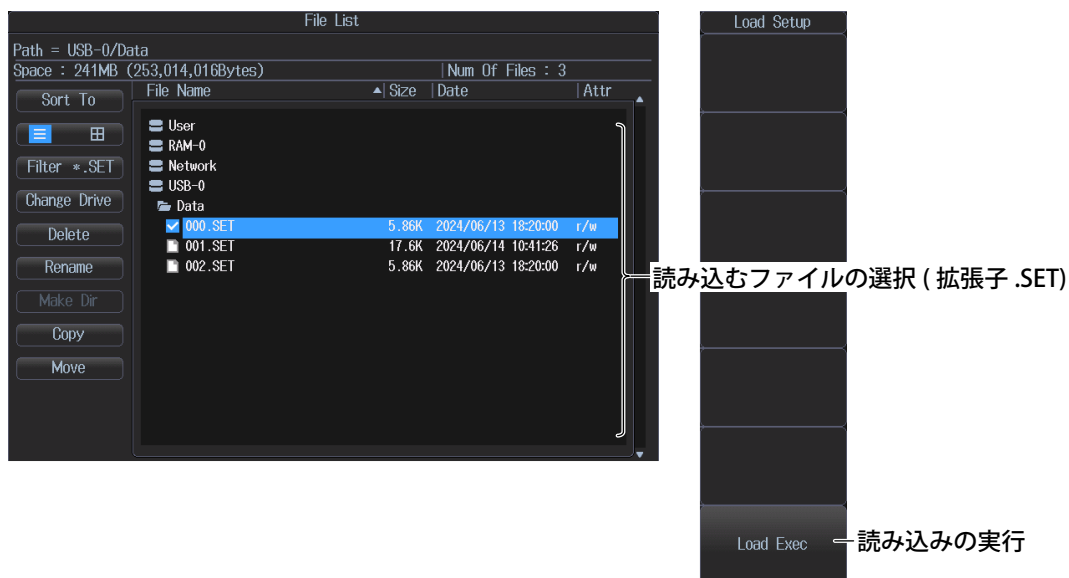 File List
Path = USB-0/Data
Space : 241MB (253,014,016Bytes) Num Of Files : 3
File Name Size Date Attr
Sort To
Filter *.SET
Change Drive
Delete
Rename
Make Dir
Copy
Move
User
RAM-0
Network
USB-0
Data
000.SET 5.86K 2024/06/13 18:20:00 r/w
001.SET 17.6K 2024/06/14 10:41:26 r/w
002.SET 5.86K 2024/06/13 18:20:00 r/w
読み込むファイルの選択 ( 拡張子 .SET)
Load Setup
Load Exec
読み込みの実行